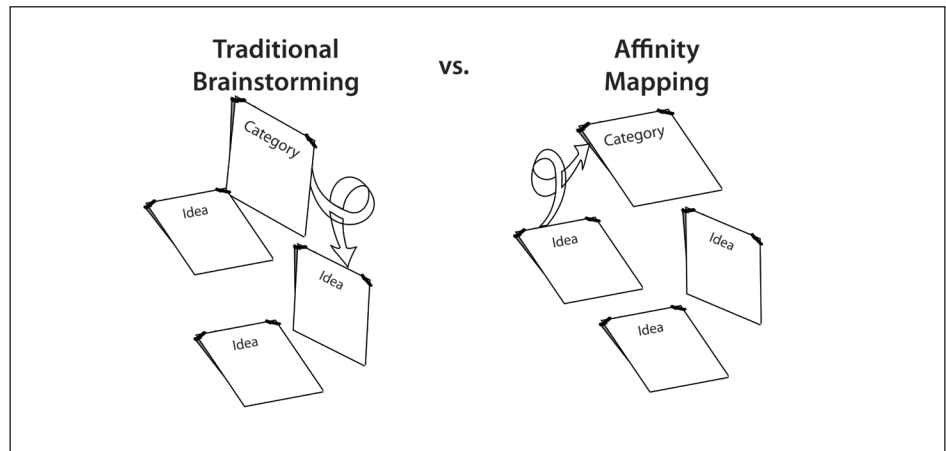 Traditional
Brainstorming
vs.
Affinity
Mapping
Category
Idea
Idea
Idea
Category
Idea
Idea
Idea